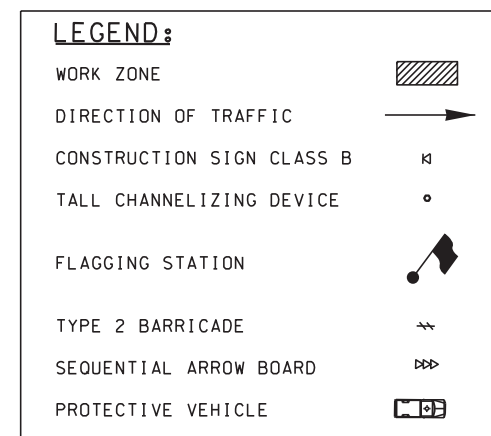 LEGEND:
WORK ZONE
DIRECTION OF TRAFFIC
CONSTRUCTION SIGN CLASS B
TALL CHANNELIZING DEVICE
FLAGGING STATION
TYPE 2 BARRICADE
SEQUENTIAL ARROW BOARD
PROTECTIVE VEHICLE